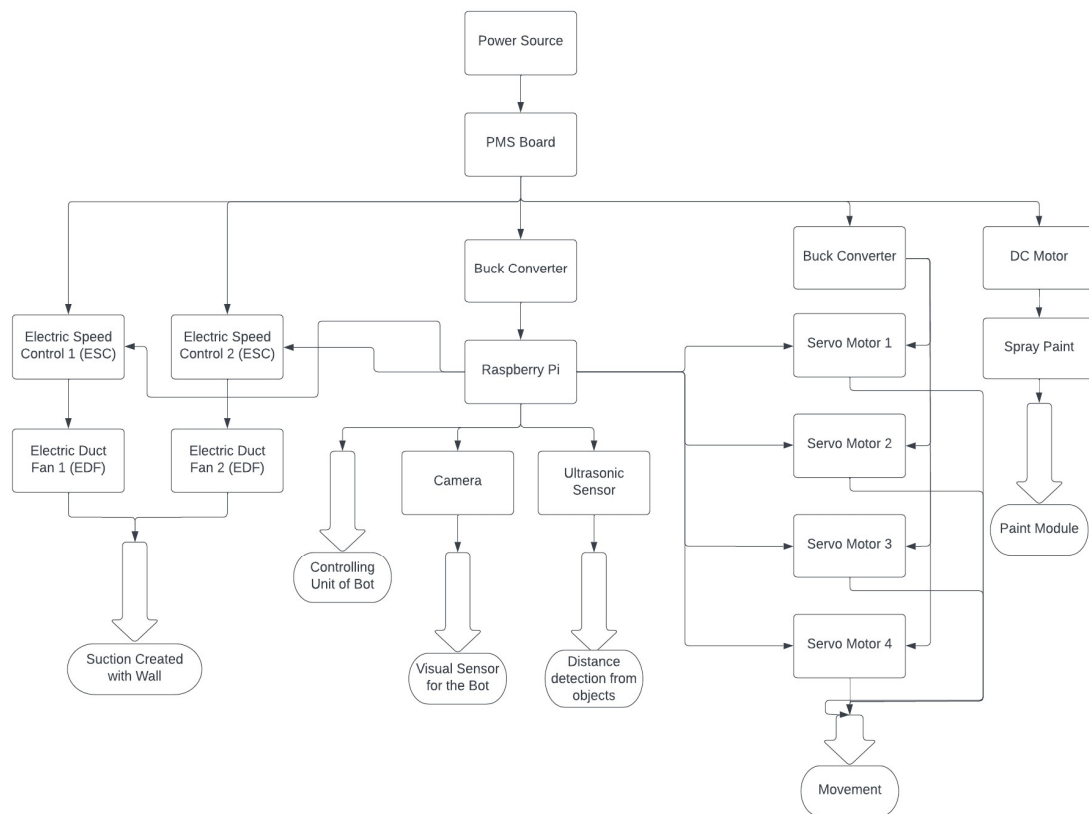 Power Source
PMS Board
Buck Converter
Buck Converter
DC Motor
Electric Speed
Control 1 (ESC)
Electric Speed
Control 2 (ESC)
Raspberry Pi
Servo Motor 1
Spray Paint
Electric Duct
Fan 1 (EDF)
Electric Duct
Fan 2 (EDF)
Camera
Ultrasonic
Sensor
Servo Motor 2
Paint Module
Servo Motor 3
Controlling
Unit of Bot
Servo Motor 4
Suction Created
with Wall
Visual Sensor
for the Bot
Distance
detection from
objects
Movement